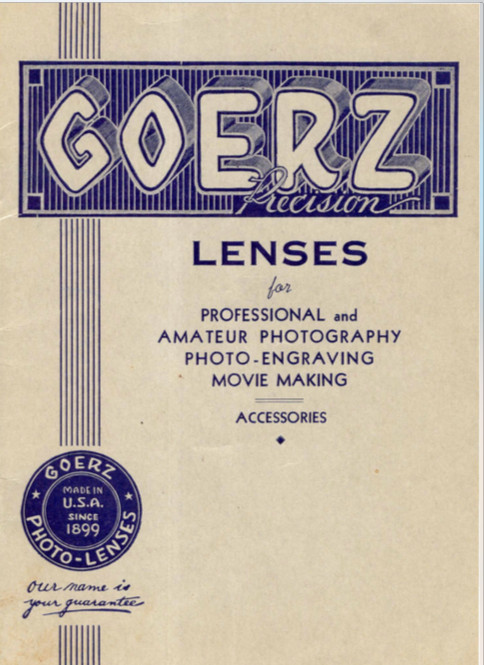 GOERZ
Precision
LENSES
for
PROFESSIONAL and
AMATEUR PHOTOGRAPHY
PHOTO-ENGRAVING
MOVIE MAKING
ACCESSORIES
GOERZ
MADE IN
U.S.A.
SINCE
1899
PHOTO-LENSES
our name is
your guarantee